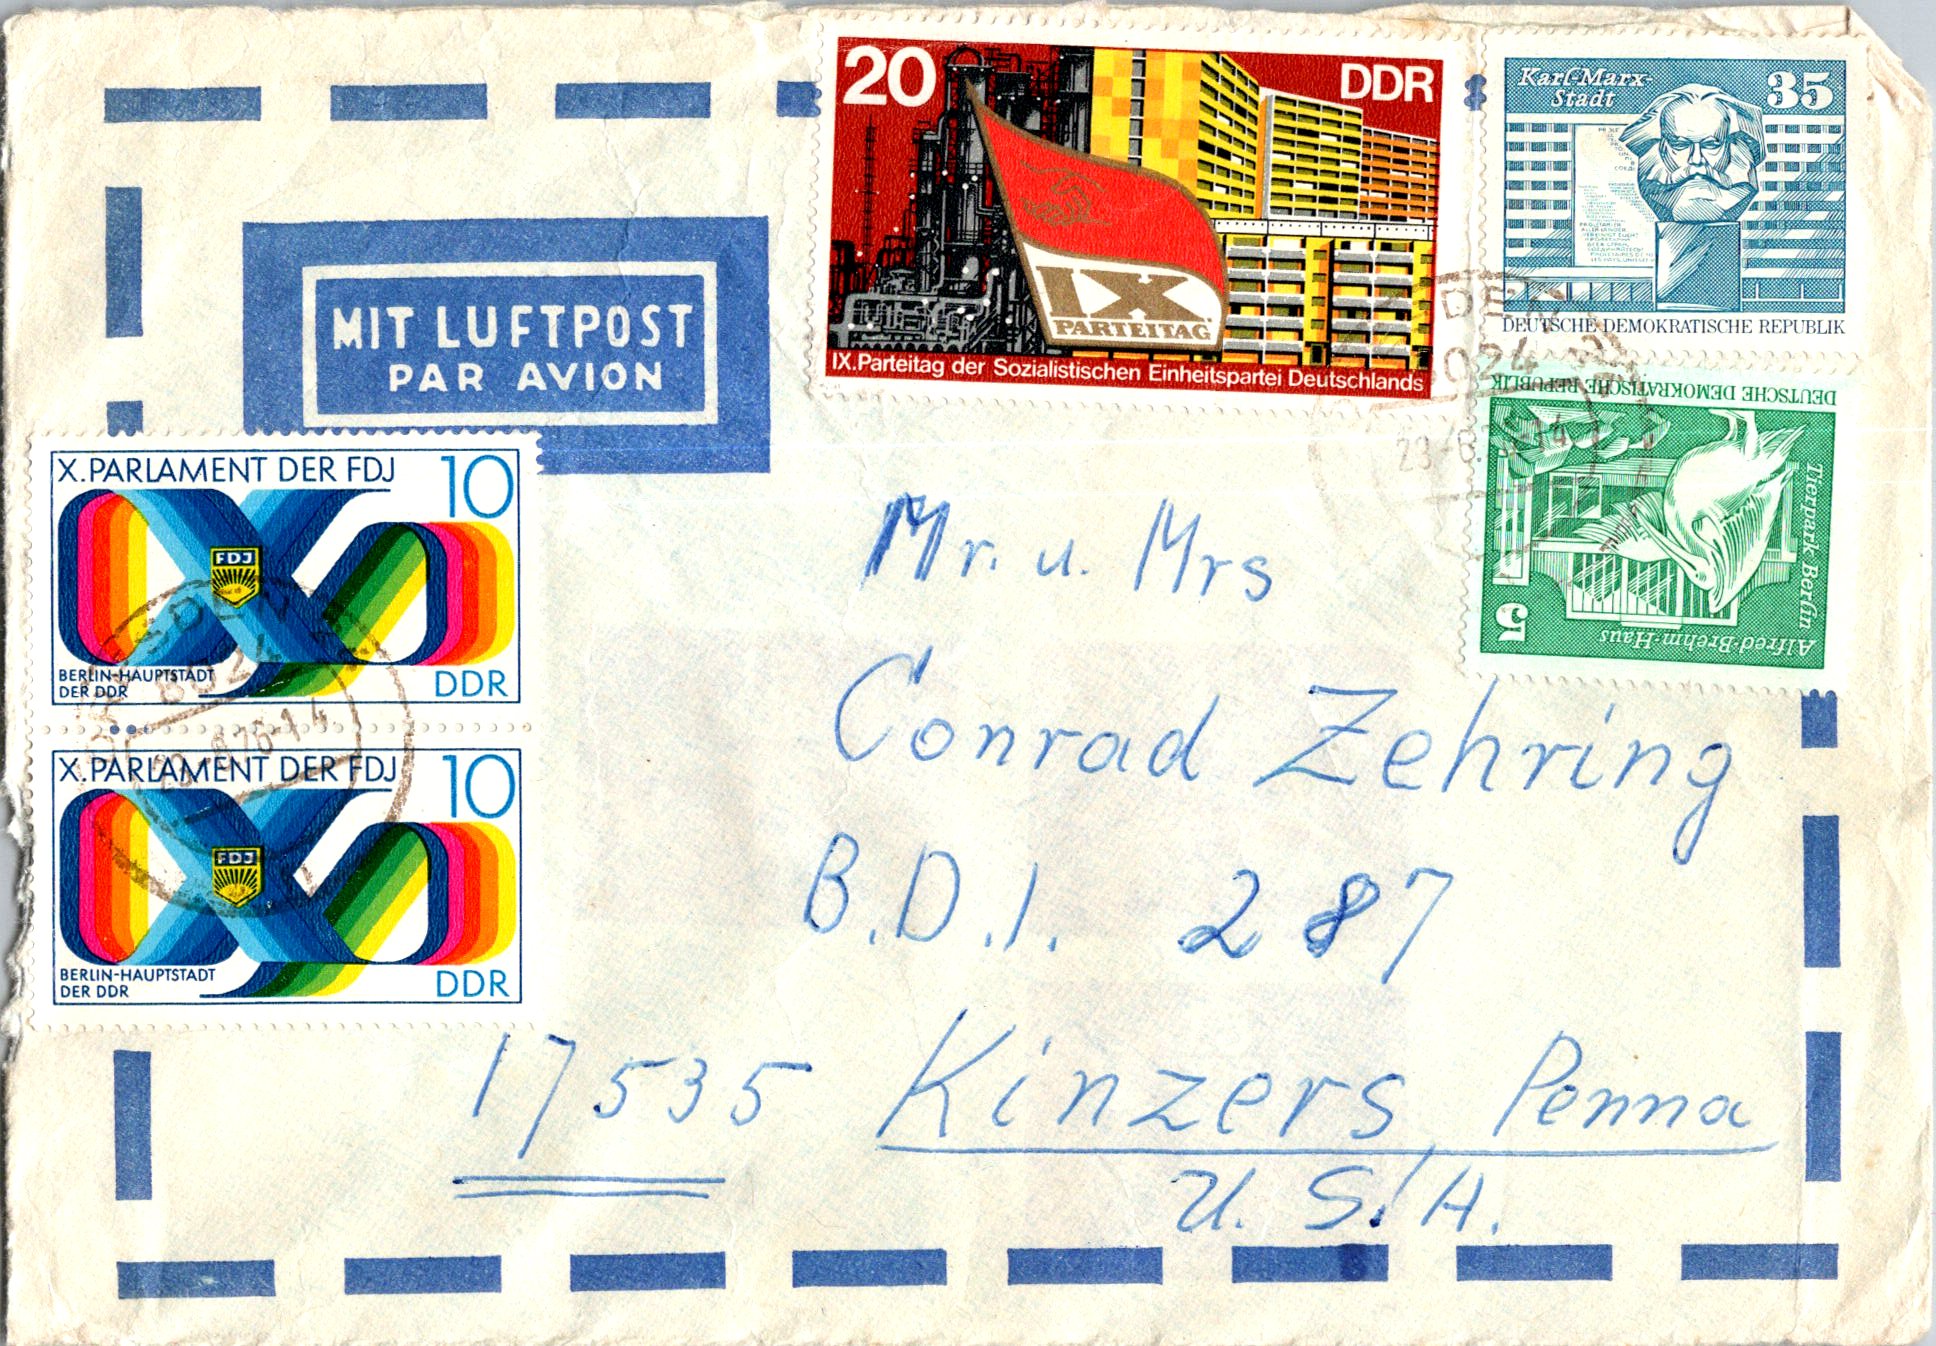 20
DDR
IX
PARTEITAG
IX.Parteitag der Sozialistischen Einheitspartei Deutschlands
Karl-Marx-
Stadt
35
DEUTSCHE DEMOKRATISCHE REPUBLIK
DEUTSCHE DEMOKRATISCHE REPUBLIK
Tierpark Berlin
Alfred-Brehm-Haus
5
MIT LUFTPOST
PAR AVION
X.PARLAMENT DER FDJ
10
FDJ
BERLIN-HAUPTSTADT
DER DDR
DDR
X.PARLAMENT DER FDJ
10
FDJ
BERLIN-HAUPTSTADT
DER DDR
DDR
8024
Mr. u. Mrs
Conrad Zehring
B.D.1. 287
17535 Kinzers Penna
U.S.A.